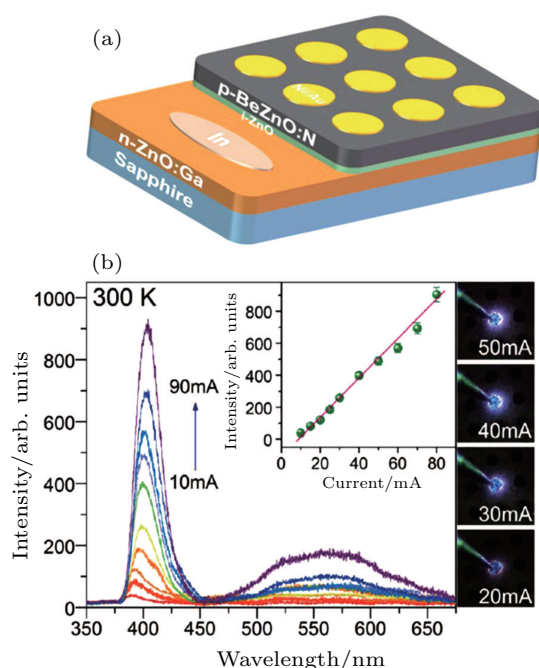 (a)
p-BeZnO:N
Ni/Au
i-ZnO
In
n-ZnO:Ga
Sapphire
(b)
300 K
90mA
10mA
Intensity/arb. units
1000
800
600
400
200
0
350 400 450 500 550 600 650
Wavelength/nm
Intensity/arb. units
800
600
400
200
0
0 20 40 60 80
Current/mA
50mA
40mA
30mA
20mA